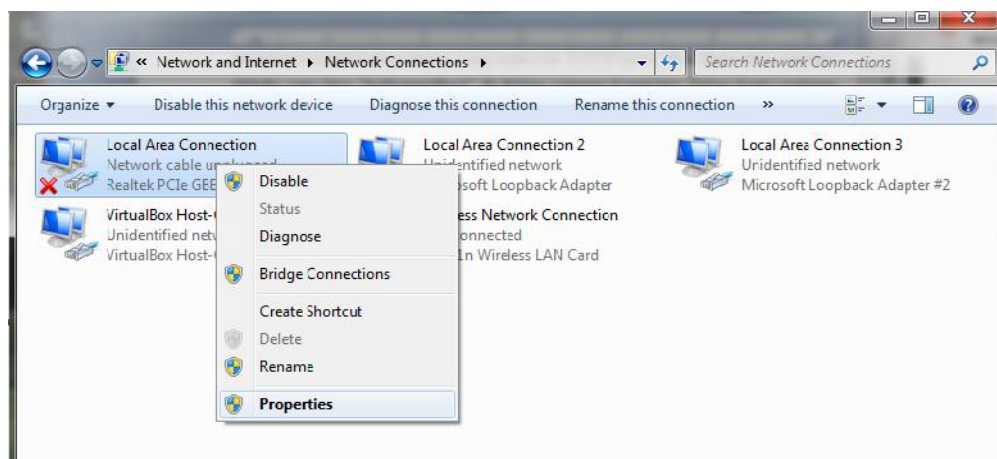 « Network and Internet ▸ Network Connections ▸
Search Network Connections
Organize ▾ Disable this network device Diagnose this connection Rename this connection »
Local Area Connection
Network cable unplugged
Realtek PCIe GBE
Local Area Connection 2
Unidentified network
osoft Loopback Adapter
Local Area Connection 3
Unidentified network
Microsoft Loopback Adapter #2
VirtualBox Host-
Unidentified netw
VirtualBox Host-
ess Network Connection
onnected
1n Wireless LAN Card
Disable
Status
Diagnose
Bridge Connections
Create Shortcut
Delete
Rename
Properties